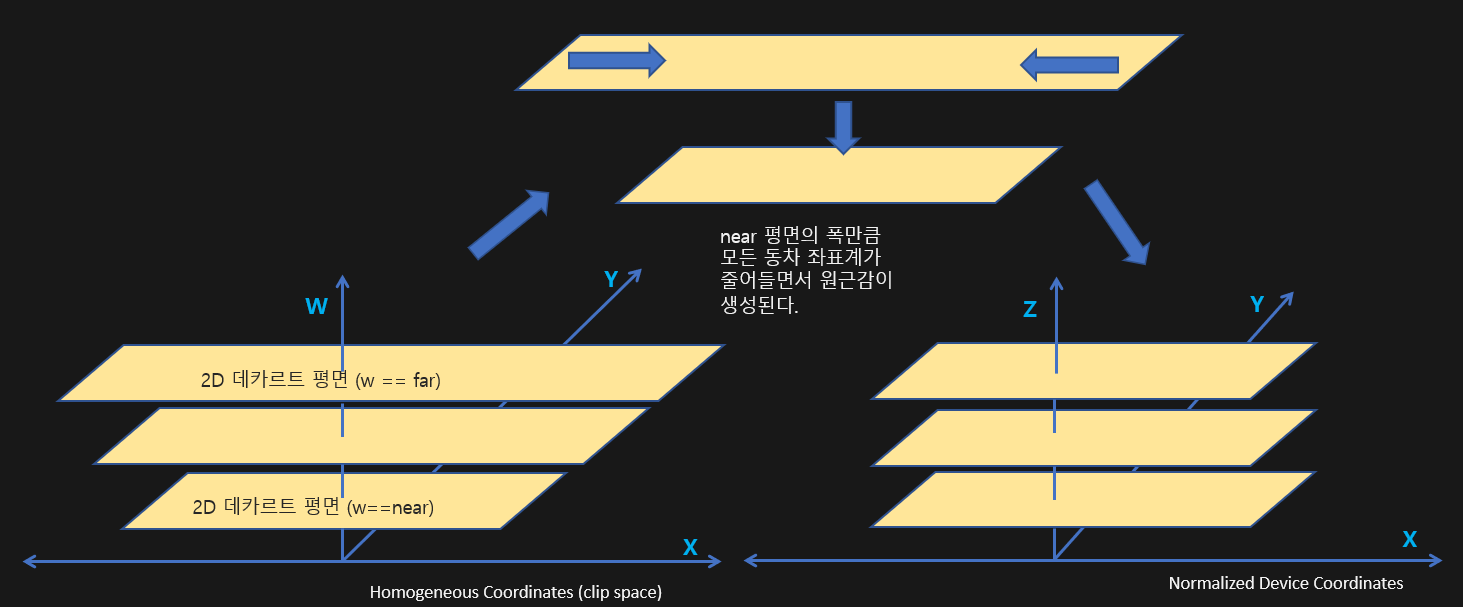 near 평면의 폭만큼
모든 동차 좌표계가
줄어들면서 원근감이
생성된다.
W
Y
2D 데카르트 평면 (w == far)
2D 데카르트 평면 (w==near)
X
Homogeneous Coordinates (clip space)
Z
Y
X
Normalized Device Coordinates